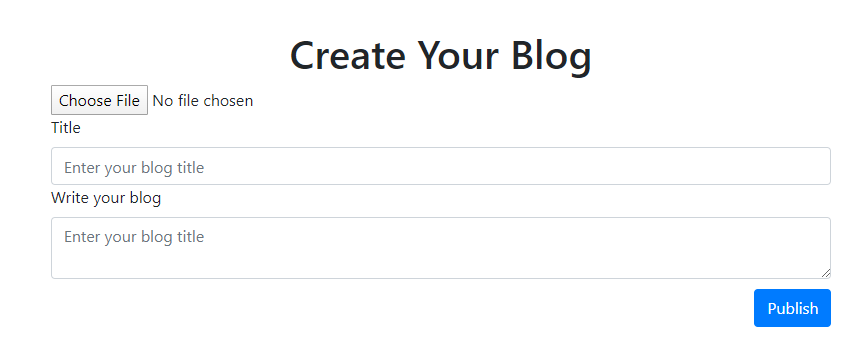 Create Your Blog
Choose File No file chosen
Title
Enter your blog title
Write your blog
Enter your blog title
Publish